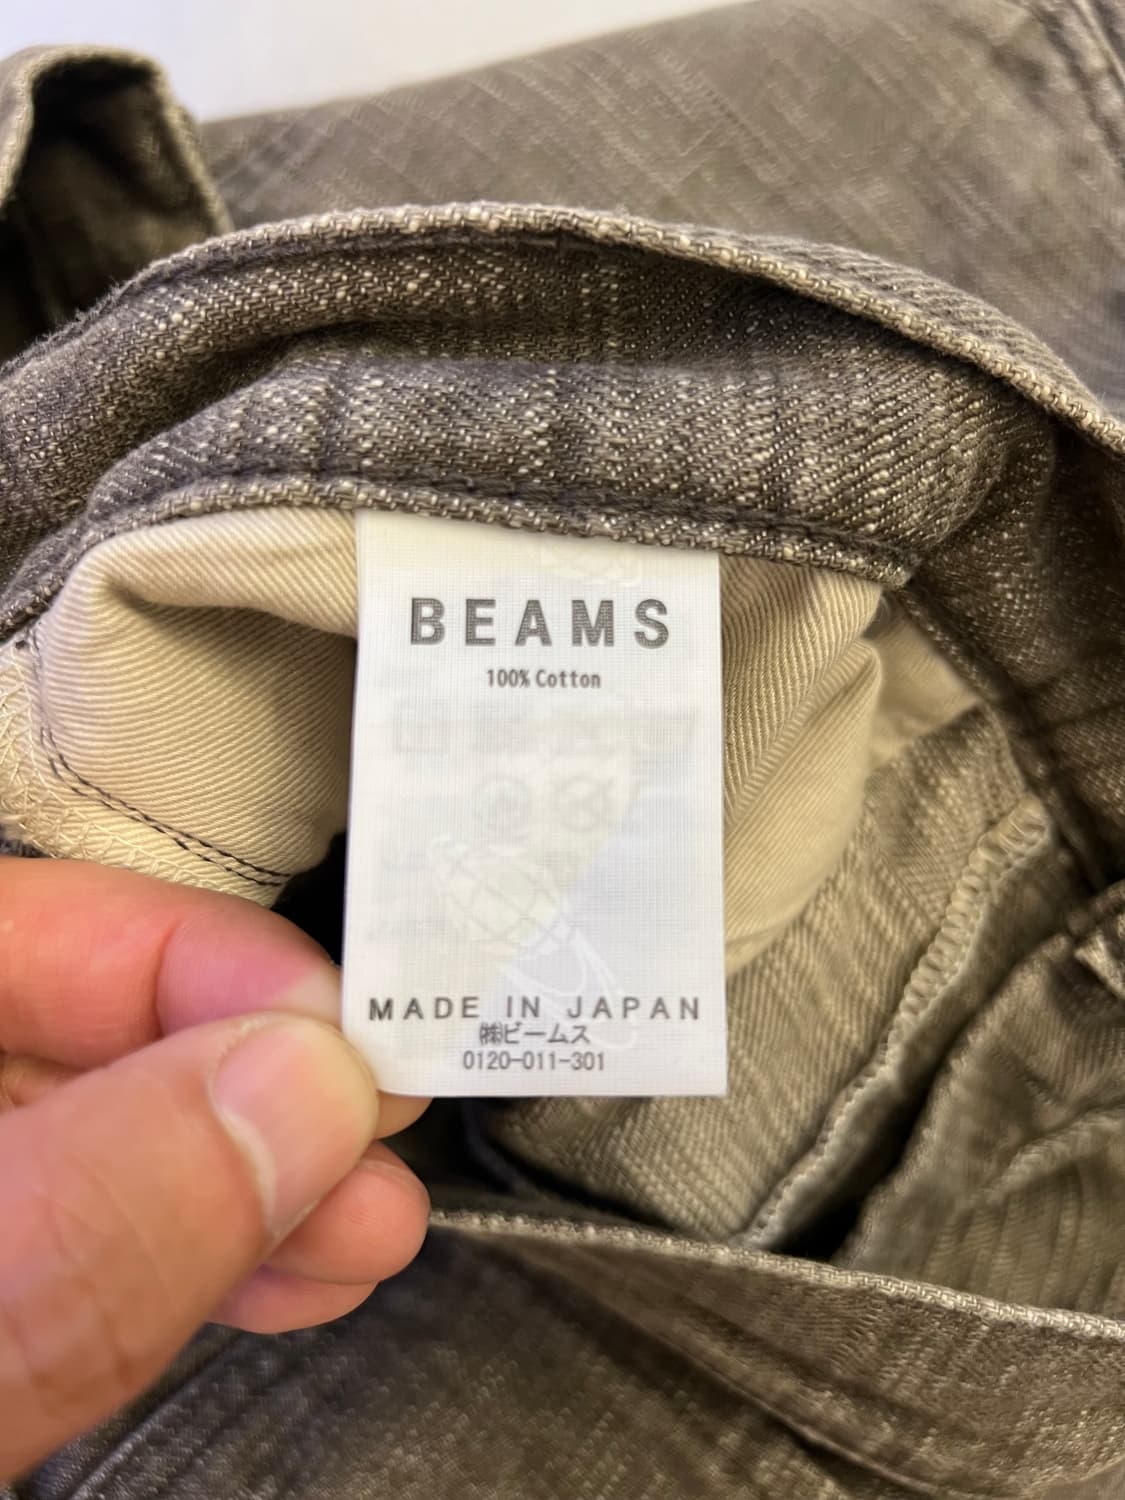 BEAMS
100% Cotton
MADE IN JAPAN
㈱ビームス
0120-011-301